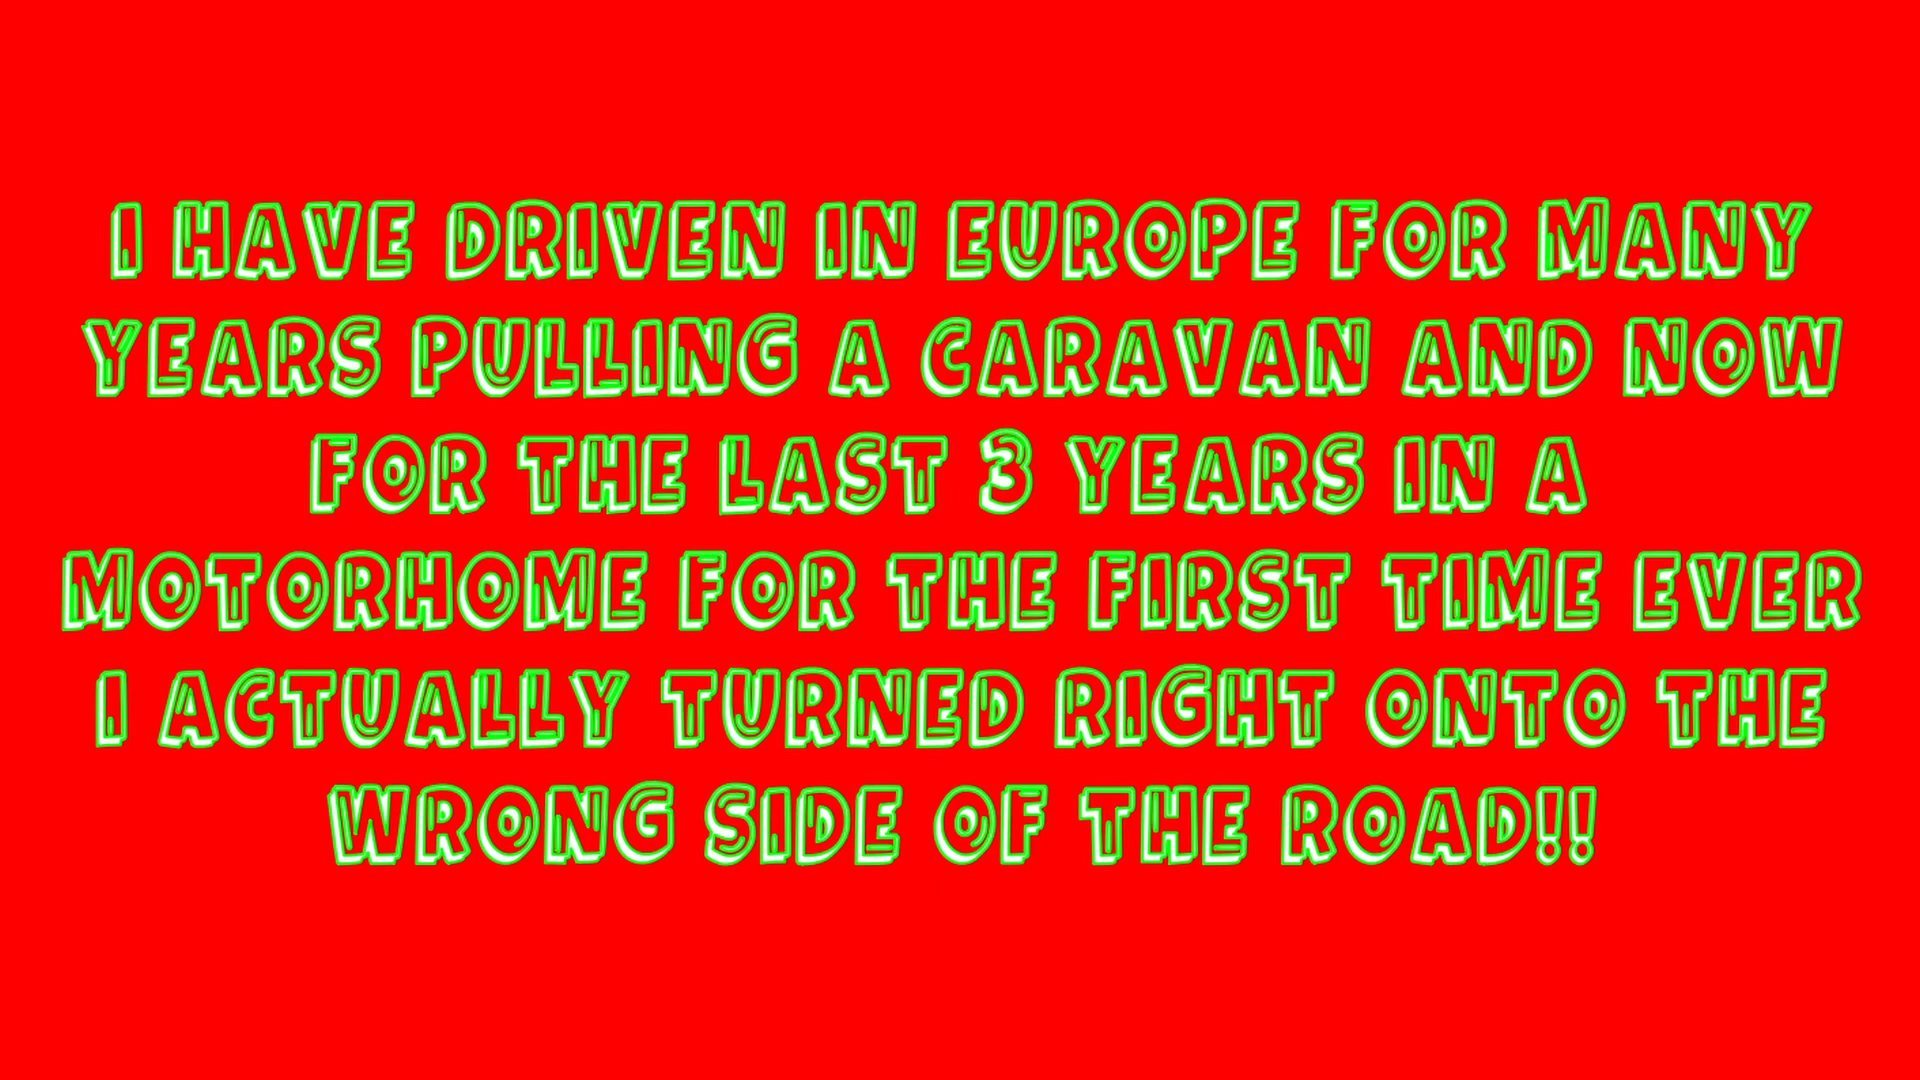 I HAVE DRIVEN IN EUROPE FOR MANY
YEARS PULLING A CARAVAN AND NOW
FOR THE LAST 3 YEARS IN A
MOTORHOME FOR THE FIRST TIME EVER
I ACTUALLY TURNED RIGHT ONTO THE
WRONG SIDE OF THE ROAD!!